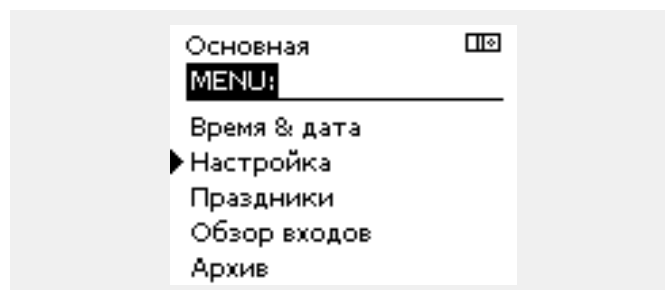 Основная
MENU:
Время & дата
Настройка
Праздники
Обзор входов
Архив